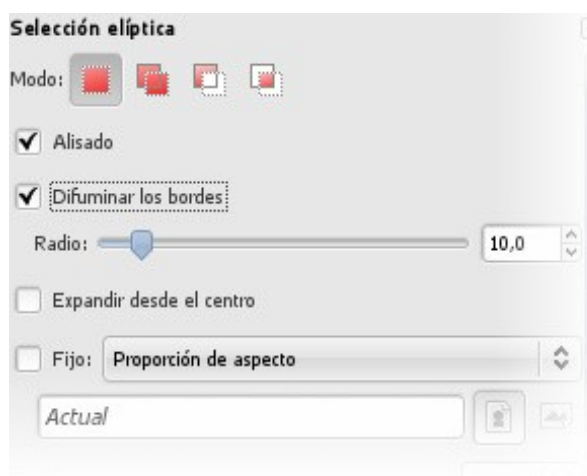 Selección elíptica
Modo:
Alisado
Difuminar los bordes
Radio: 10,0
Expandir desde el centro
Fijo: Proporción de aspecto
Actual